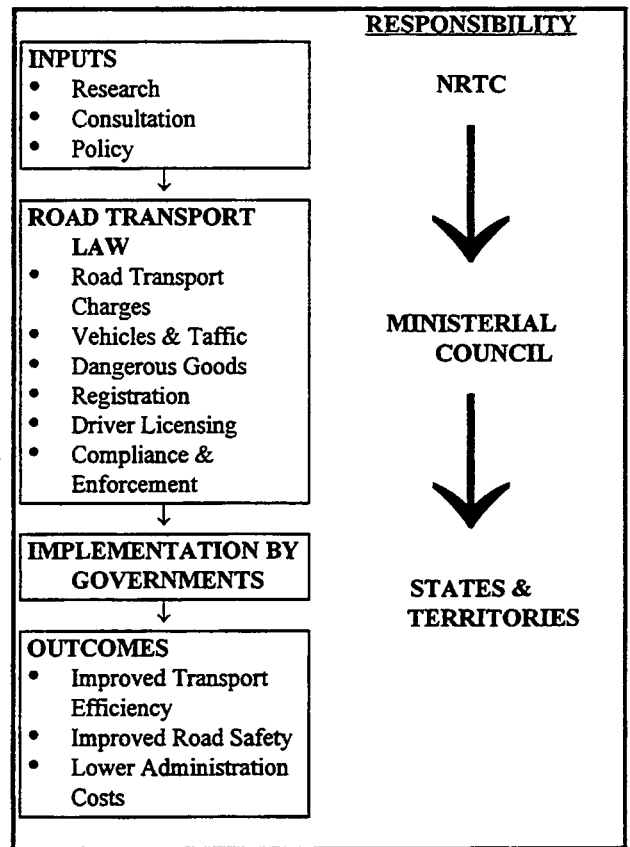 RESPONSIBILITY
INPUTS
• Research
• Consultation
• Policy
NRTC
ROAD TRANSPORT
LAW
• Road Transport
Charges
• Vehicles & Taffic
• Dangerous Goods
• Registration
• Driver Licensing
• Compliance &
Enforcement
MINISTERIAL
COUNCIL
IMPLEMENTATION BY
GOVERNMENTS
STATES &
TERRITORIES
OUTCOMES
• Improved Transport
Efficiency
• Improved Road Safety
• Lower Administration
Costs